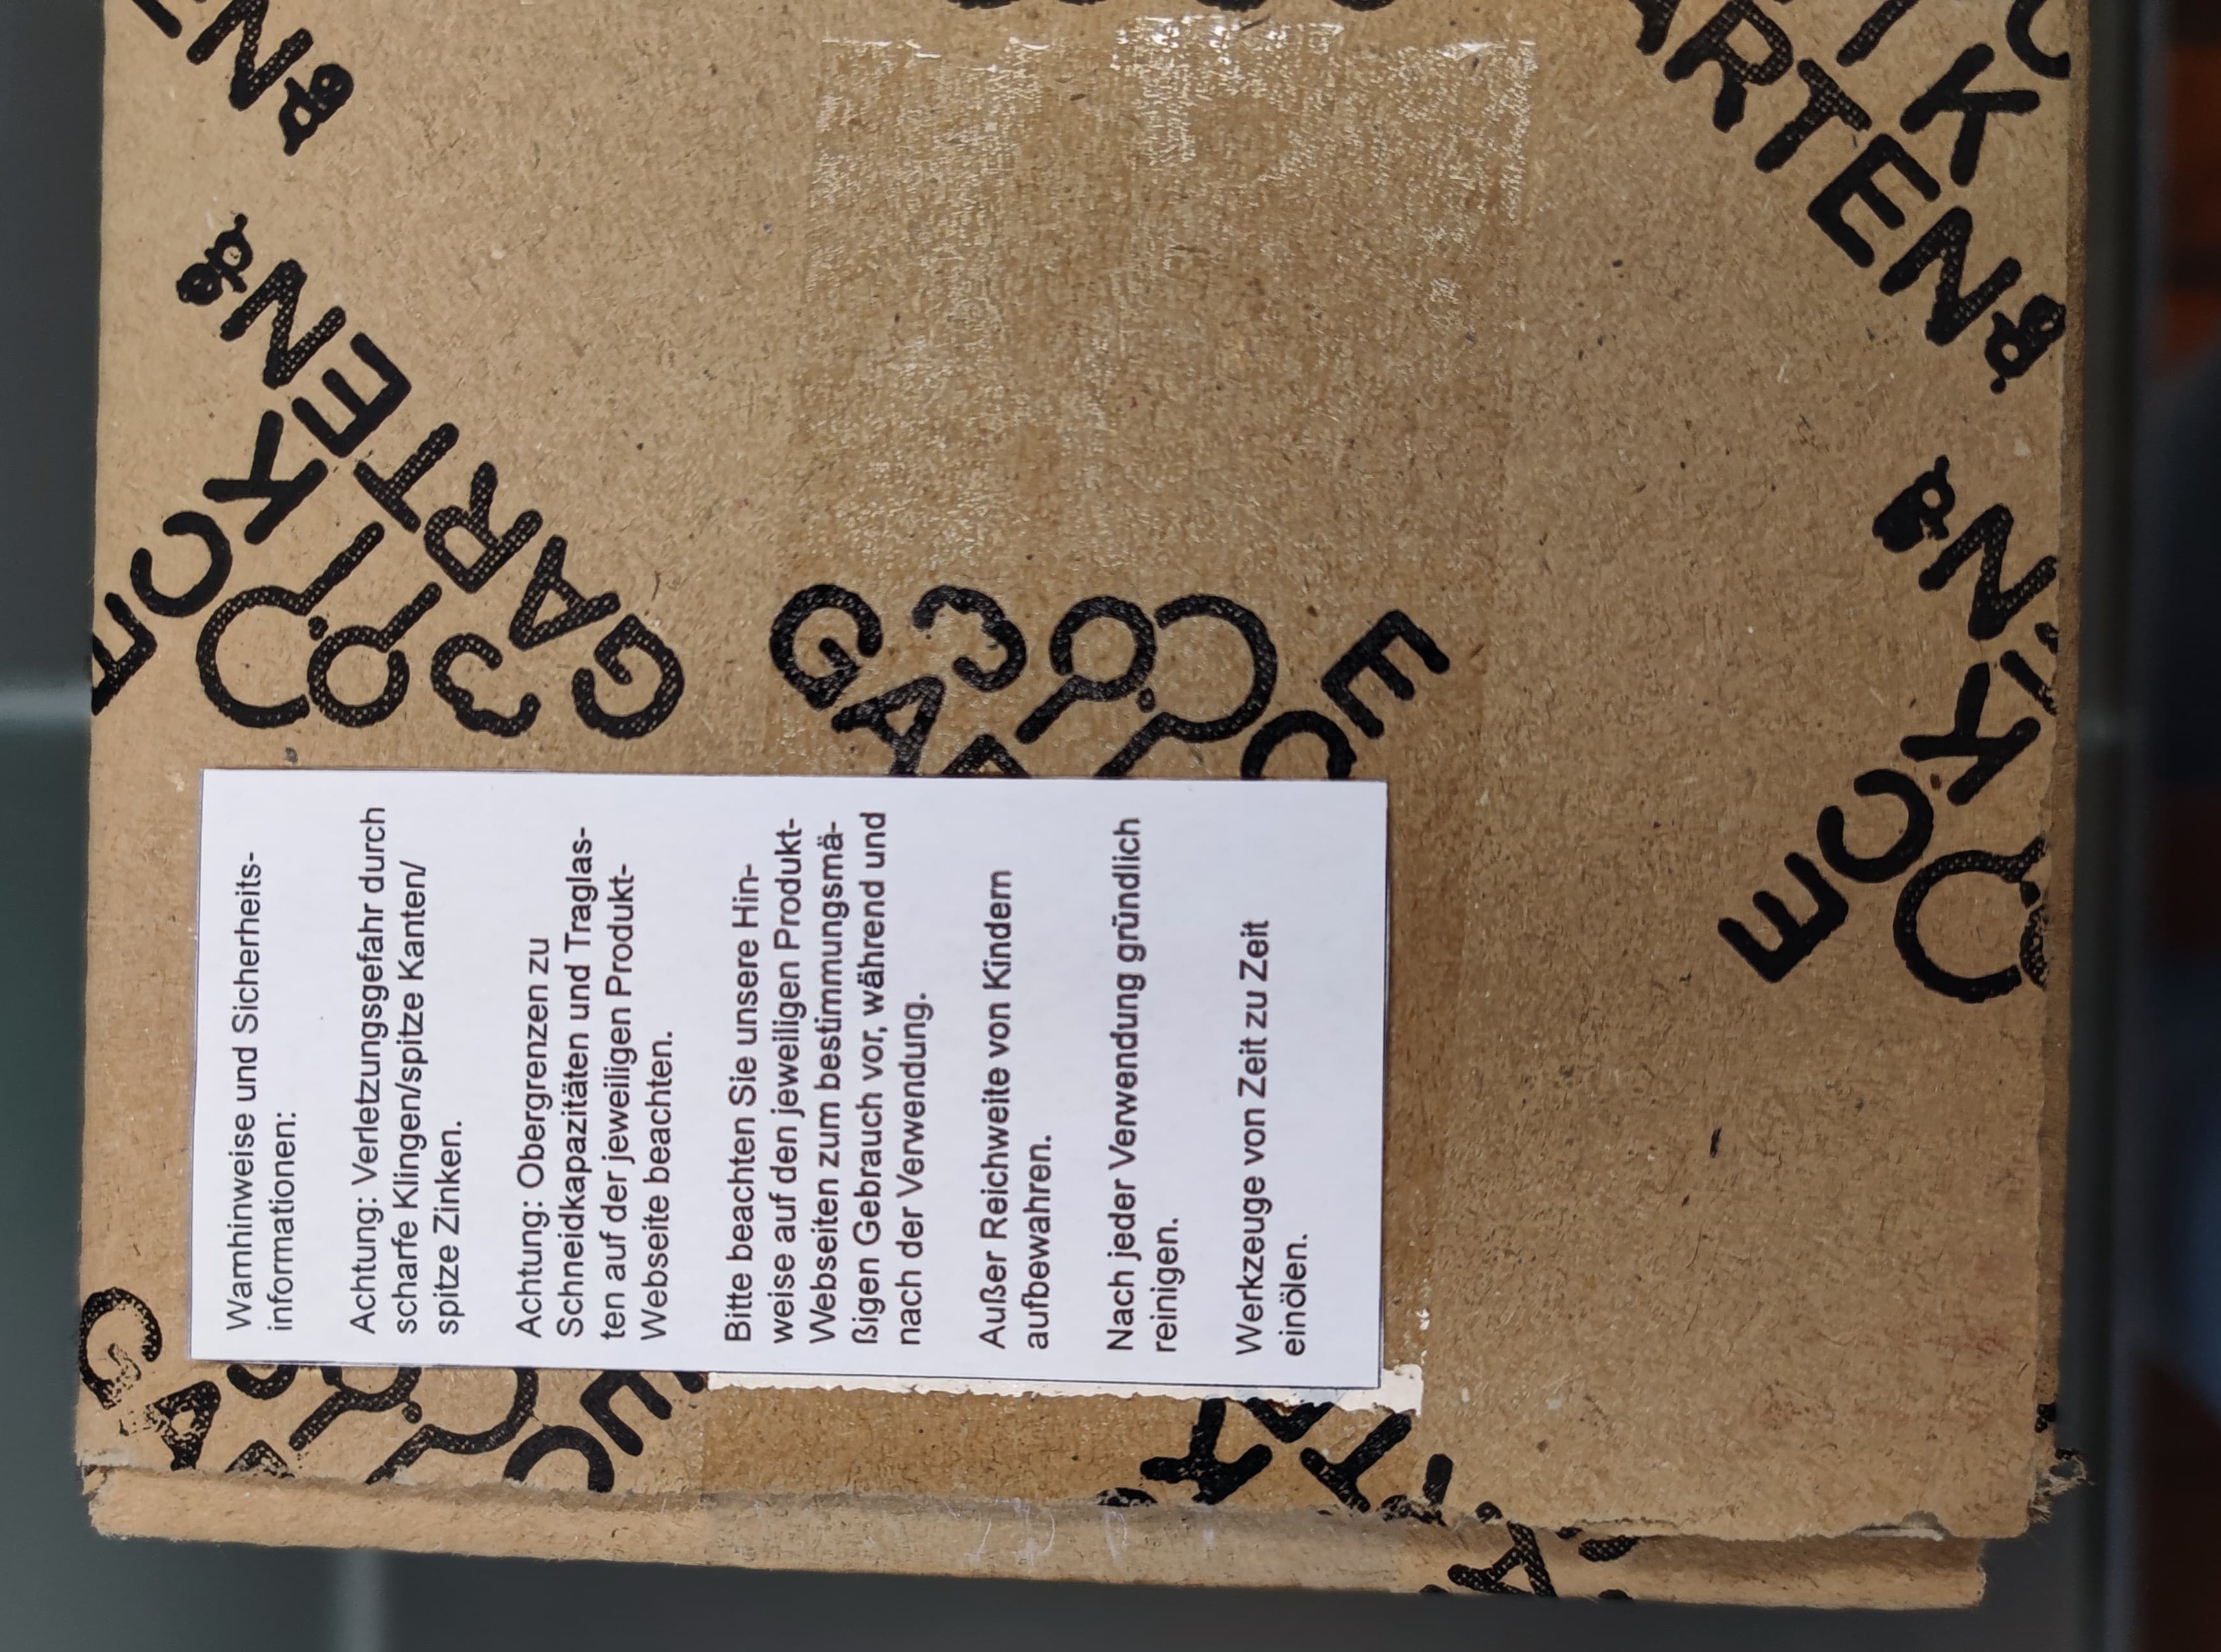 Warnhinweise und Sicherheits-
informationen:
Achtung: Verletzungsgefahr durch
scharfe Klingen/spitze Kanten/
spitze Zinken.
Achtung: Obergrenzen zu
Schneidkapazitäten und Traglas-
ten auf der jeweiligen Produkt-
Webseite beachten.
Bitte beachten Sie unsere Hin-
weise auf den jeweiligen Produkt-
Webseiten zum bestimmungsmä-
ßigen Gebrauch vor, während und
nach der Verwendung.
Außer Reichweite von Kindern
aufbewahren.
Nach jeder Verwendung gründlich
reinigen.
Werkzeuge von Zeit zu Zeit
einölen.
GARTEN
ECKE